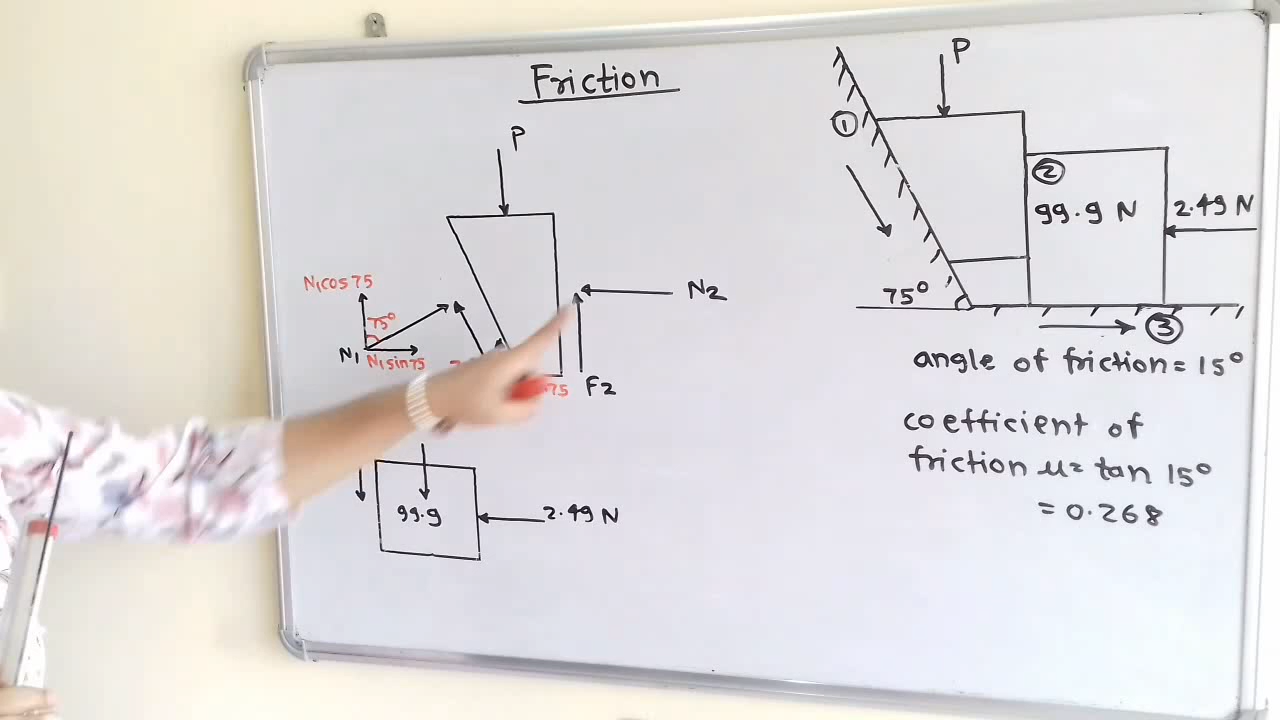 Friction
P
N1cos75
75°
N1
N1sin75
N2
F2
75
99.9
2.49 N
P
1
2
99.9 N
2.49 N
75°
3
angle of friction = 15°
coefficient of
friction μ = tan 15°
= 0.268